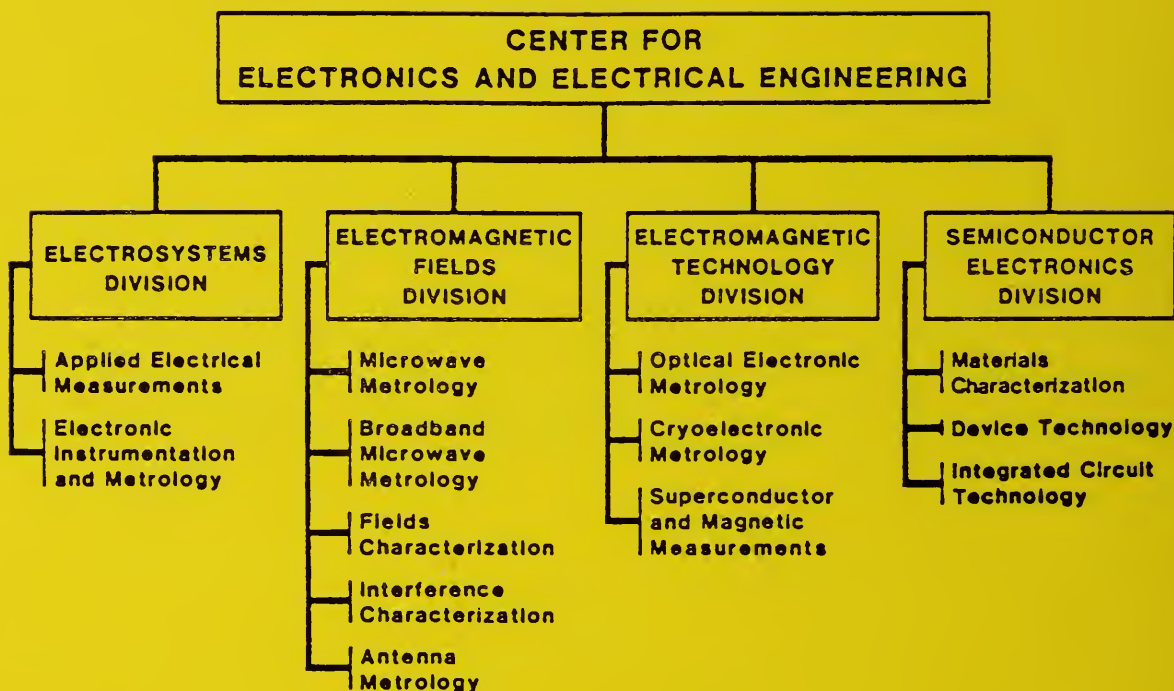 CENTER FOR
ELECTRONICS AND ELECTRICAL ENGINEERING
ELECTROSYSTEMS
DIVISION
Applied Electrical
Measurements
Electronic
Instrumentation
and Metrology
ELECTROMAGNETIC
FIELDS
DIVISION
Microwave
Metrology
Broadband
Microwave
Metrology
Fields
Characterization
Interference
Characterization
Antenna
Metrology
ELECTROMAGNETIC
TECHNOLOGY
DIVISION
Optical Electronic
Metrology
Cryoelectronic
Metrology
Superconductor
and Magnetic
Measurements
SEMICONDUCTOR
ELECTRONICS
DIVISION
Materials
Characterization
Device Technology
Integrated Circuit
Technology